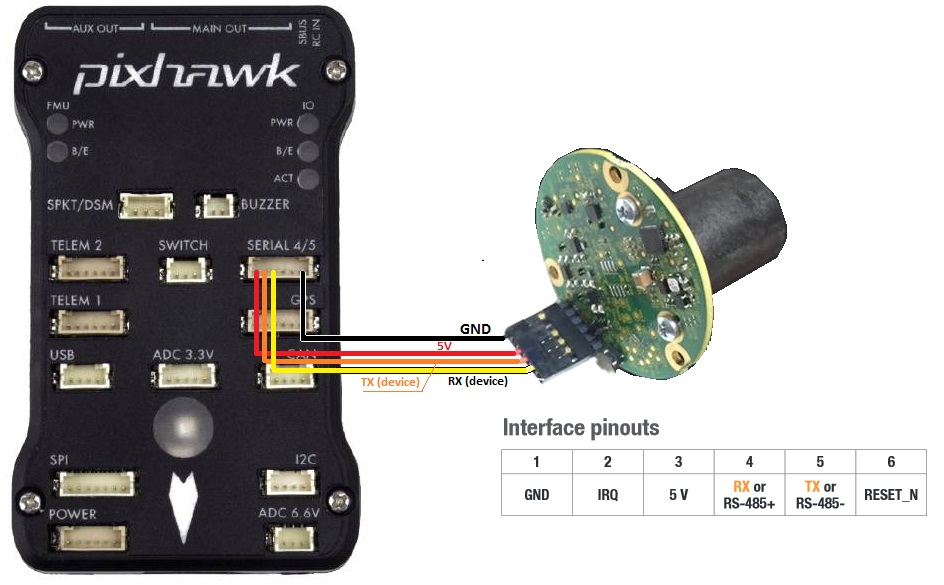 AUX OUT
MAIN OUT
SBUS
RC IN
pixhawk
FMU
IO
PWR
PWR
B/E
B/E
ACT
SPKT/DSM
BUZZER
TELEM 2
SWITCH
SERIAL 4/5
TELEM 1
GPS
GND
5V
USB
ADC 3.3V
CAN
TX (device)
RX (device)
Interface pinouts
1 2 3 4 5 6
GND IRQ 5 V RX or RS-485+ TX or RS-485- RESET_N
SPI
I2C
POWER
ADC 6.6V